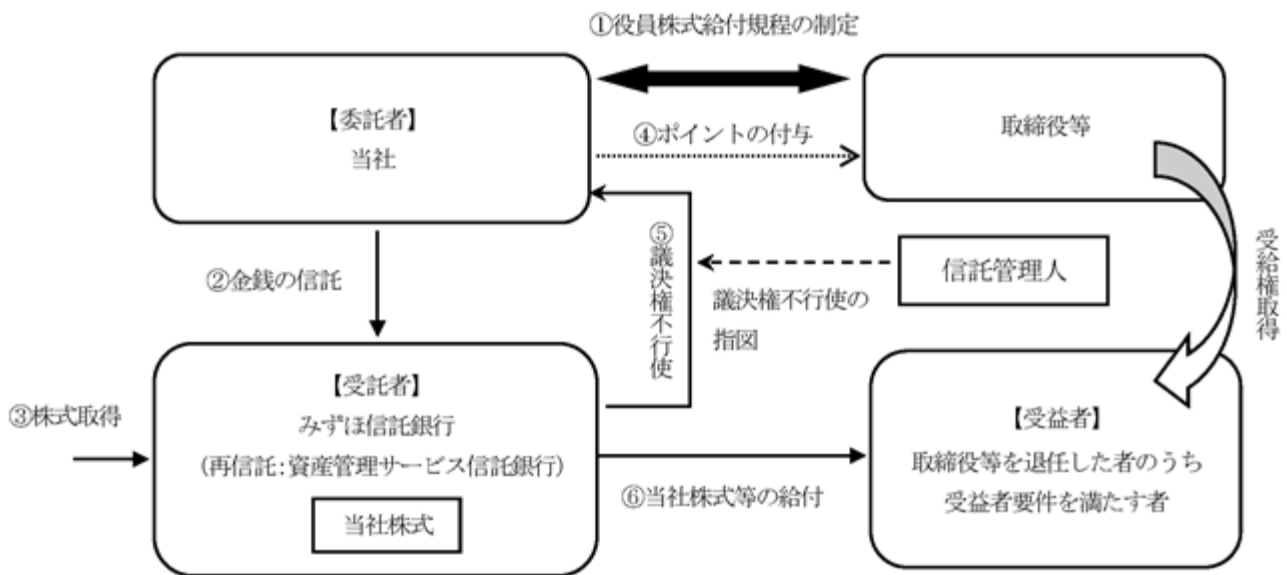 ①役員株式給付規程の制定
【委託者】
当社
取締役等
④ポイントの付与
②金銭の信託
⑤議決権不行使
信託管理人
議決権不行使の
指図
受給権取得
③株式取得
【受託者】
みずほ信託銀行
(再信託:資産管理サービス信託銀行)
当社株式
⑥当社株式等の給付
【受益者】
取締役等を退任した者のうち
受益者要件を満たす者